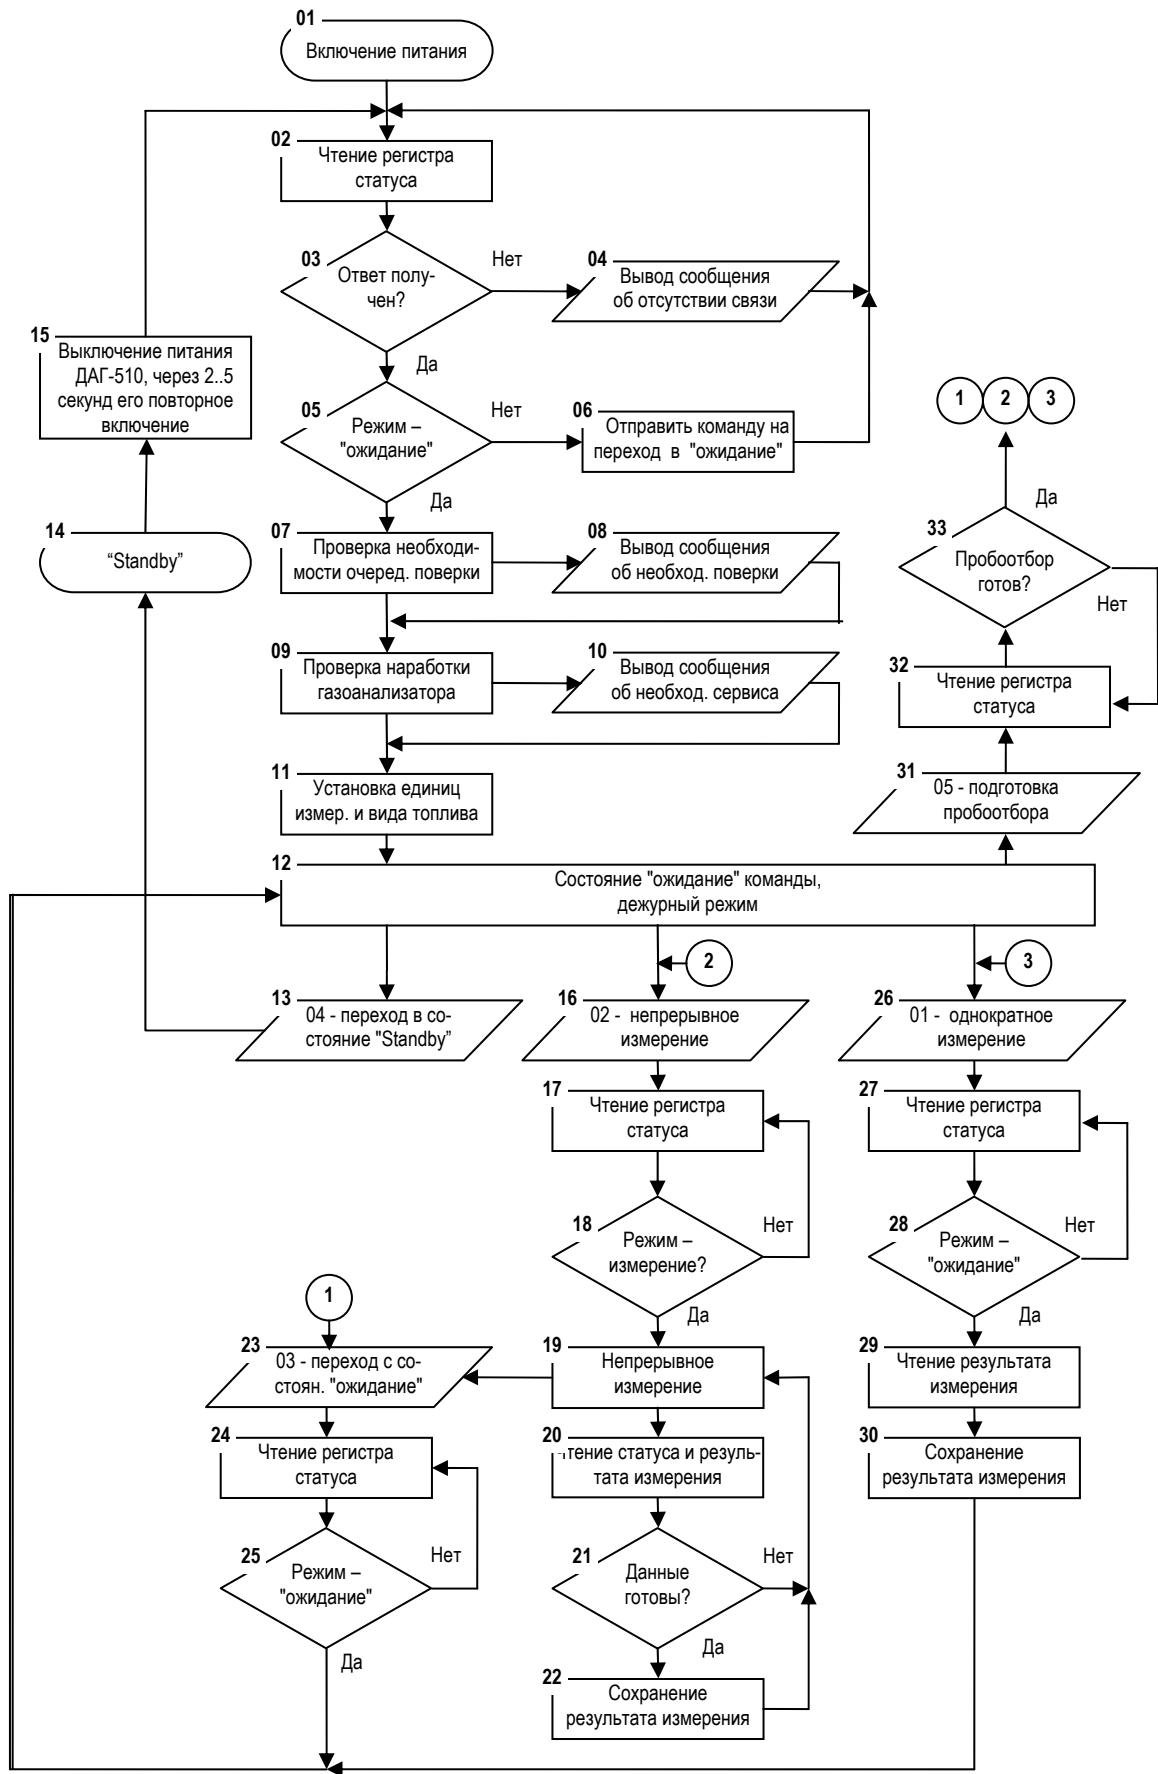 01
Включение питания
02
Чтение регистра
статуса
03
Ответ полу-
чен?
Нет
Да
04
Вывод сообщения
об отсутствии связи
05
Режим –
"ожидание"
Нет
Да
06
Отправить команду на
переход в "ожидание"
07
Проверка необходи-
мости очеред. поверки
08
Вывод сообщения
об необход. поверки
09
Проверка наработки
газоанализатора
10
Вывод сообщения
об необход. сервиса
11
Установка единиц
измер. и вида топлива
12
Состояние "ожидание" команды,
дежурный режим
15
Выключение питания
ДАГ-510, через 2..5
секунд его повторное
включение
14
“Standby”
13
04 - переход в со-
стояние "Standby”
1
2
3
Да
33
Пробоотбор
готов?
Нет
32
Чтение регистра
статуса
31
05 - подготовка
пробоотбора
2
16
02 - непрерывное
измерение
17
Чтение регистра
статуса
18
Режим –
измерение?
Нет
Да
19
Непрерывное
измерение
20
тение статуса и резуль-
тата измерения
21
Данные
готовы?
Нет
Да
22
Сохранение
результата измерения
3
26
01 - однократное
измерение
27
Чтение регистра
статуса
28
Режим –
"ожидание"
Нет
Да
29
Чтение результата
измерения
30
Сохранение
результата измерения
1
23
03 - переход с со-
стоян. "ожидание"
24
Чтение регистра
статуса
25
Режим –
"ожидание"
Нет
Да